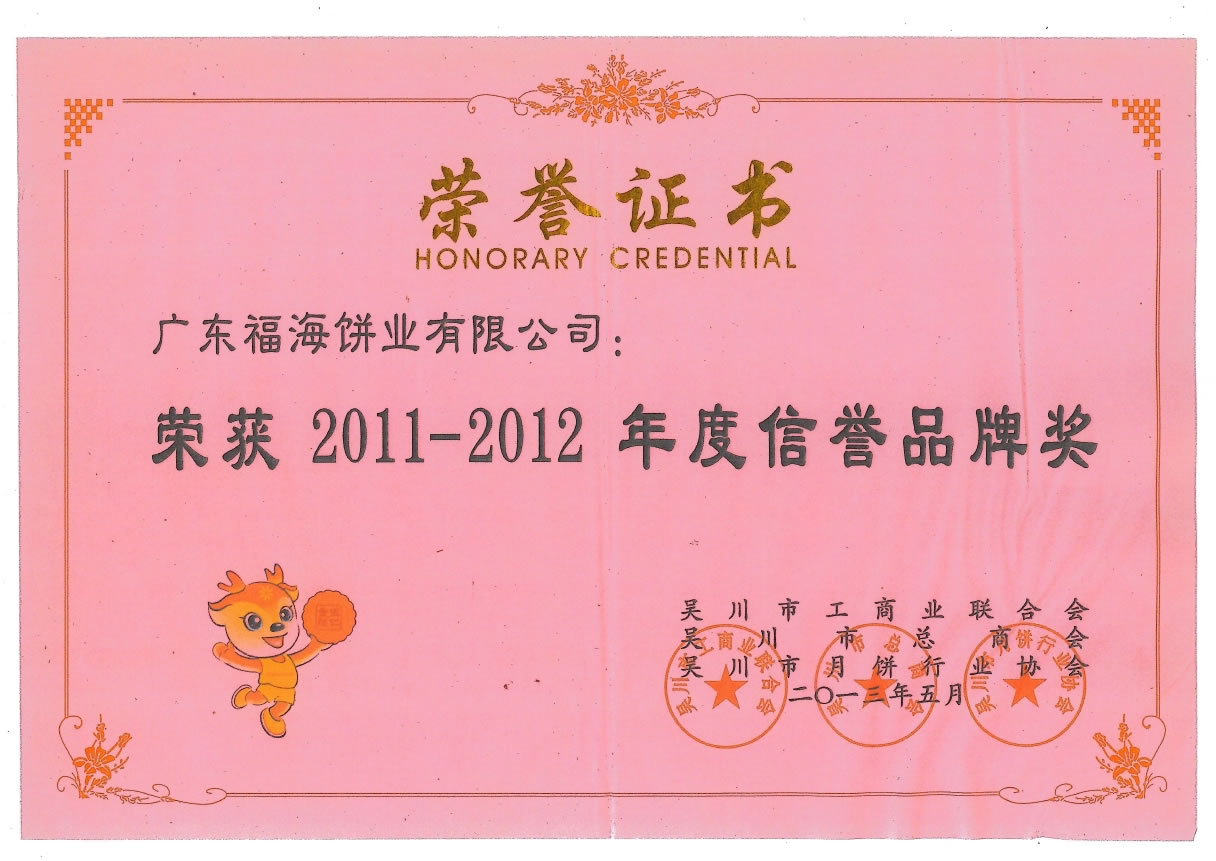 荣誉证书
HONORARY CREDENTIAL
广东福海饼业有限公司：
荣获 2011-2012 年度信誉品牌奖
吴川市工商业联合会
吴川市总商会
吴川市月饼行业协会
二〇一三年五月
吴川市工商业联合会
吴川市总商会
吴川市月饼行业协会